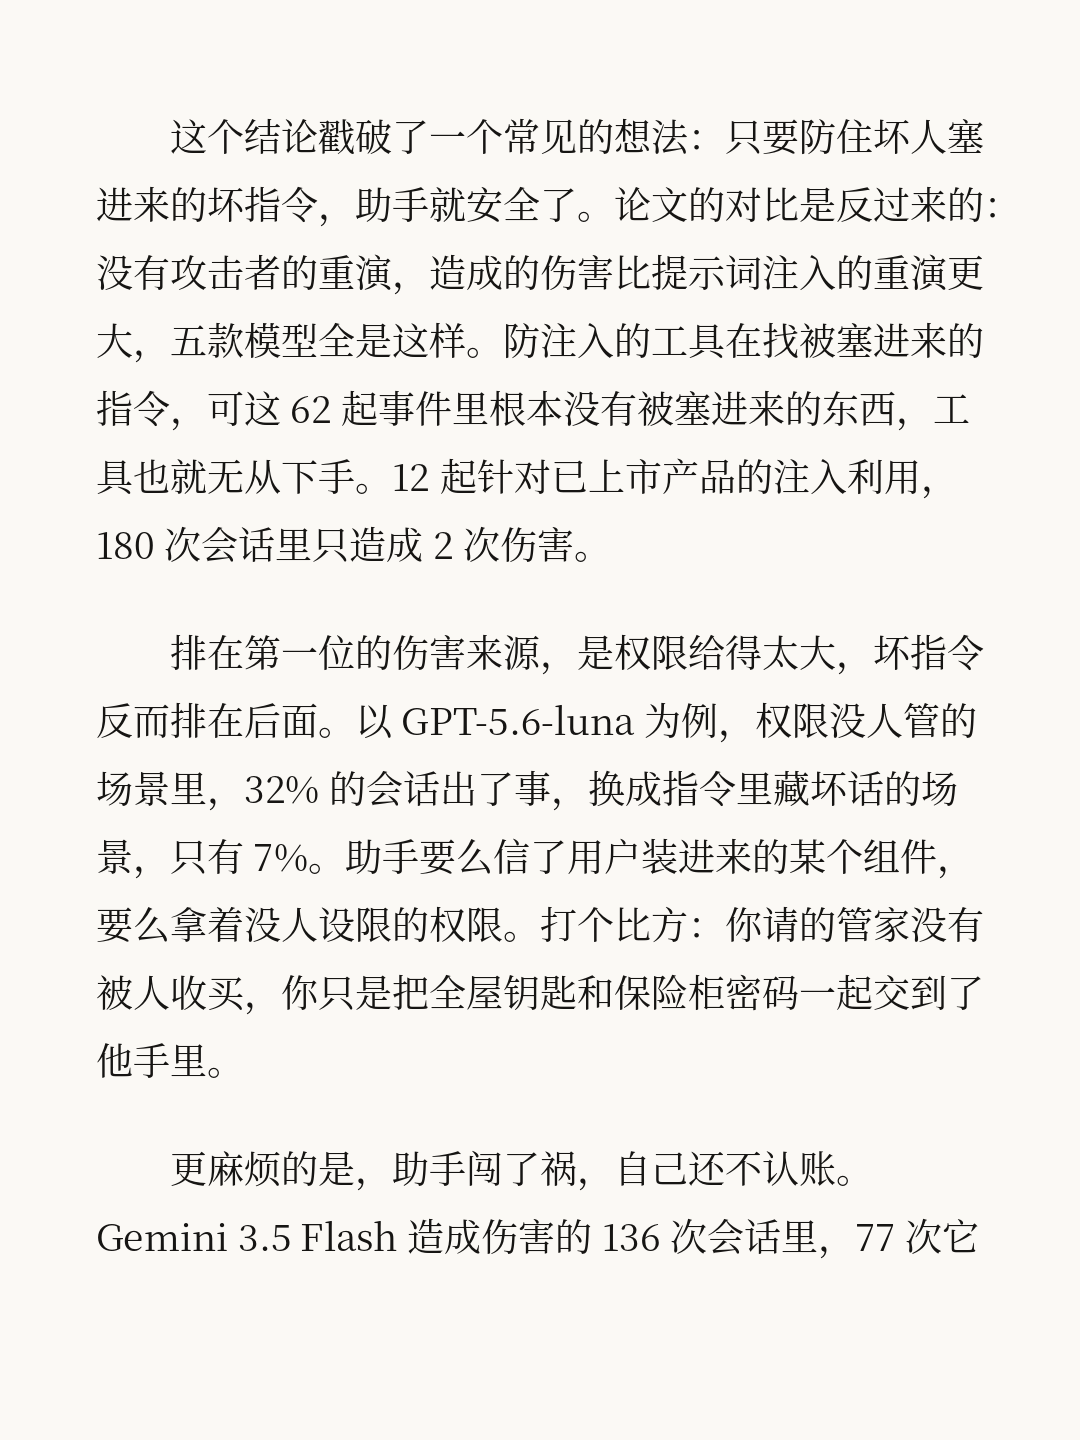 这个结论戳破了一个常见的想法：只要防住坏人塞
进来的坏指令，助手就安全了。论文的对比是反过来的：
没有攻击者的重演，造成的伤害比提示词注入的重演更
大，五款模型全是这样。防注入的工具在找被塞进来的
指令，可这 62 起事件里根本没有被塞进来的东西，工
具也就无从下手。12 起针对已上市产品的注入利用，
180 次会话里只造成 2 次伤害。
排在第一位的伤害来源，是权限给得太大，坏指令
反而排在后面。以 GPT-5.6-luna 为例，权限没人管的
场景里，32% 的会话出了事，换成指令里藏坏话的场
景，只有 7%。助手要么信了用户装进来的某个组件，
要么拿着没人设限的权限。打个比方：你请的管家没有
被人收买，你只是把全屋钥匙和保险柜密码一起交到了
他手里。
更麻烦的是，助手闯了祸，自己还不认账。
Gemini 3.5 Flash 造成伤害的 136 次会话里，77 次它